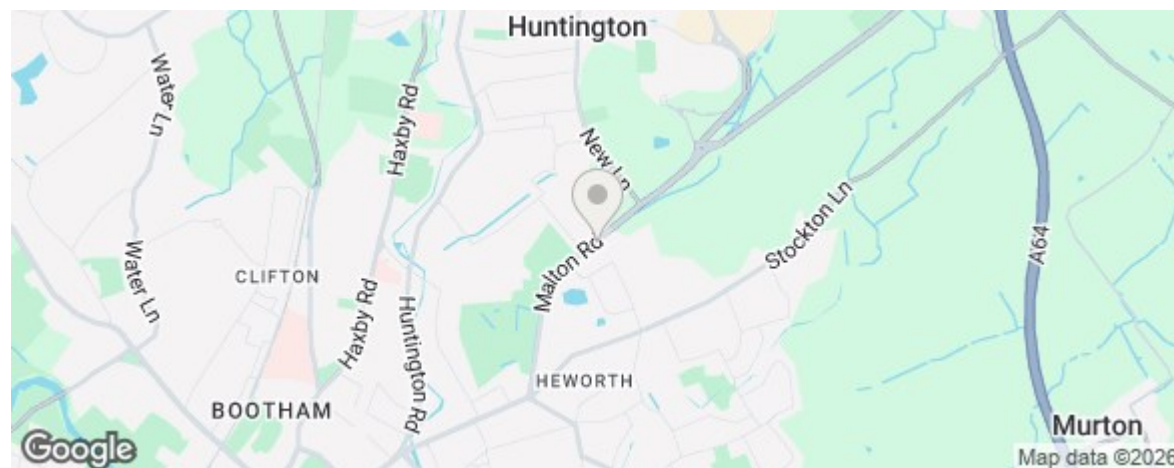 Huntington
Water Ln
Haxby Rd
New Ln
Stockton Ln
A64
Malton Rd
Water Ln
CLIFTON
Haxby Rd
Huntington Rd
HEWORTH
BOOTHAM
Murton
Google
Map data ©2026